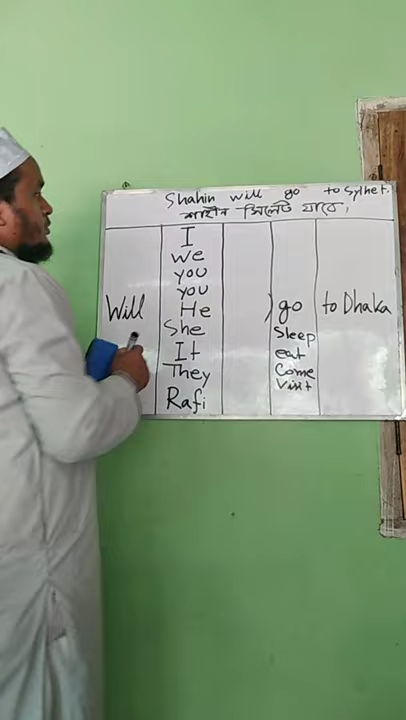 Shahin will go to Sylhet.
শাহীন সিলেট যাবে।
Will
I
We
you
you
He
She
It
They
Rafi
) go
Sleep
eat
Come
Visit
to Dhaka